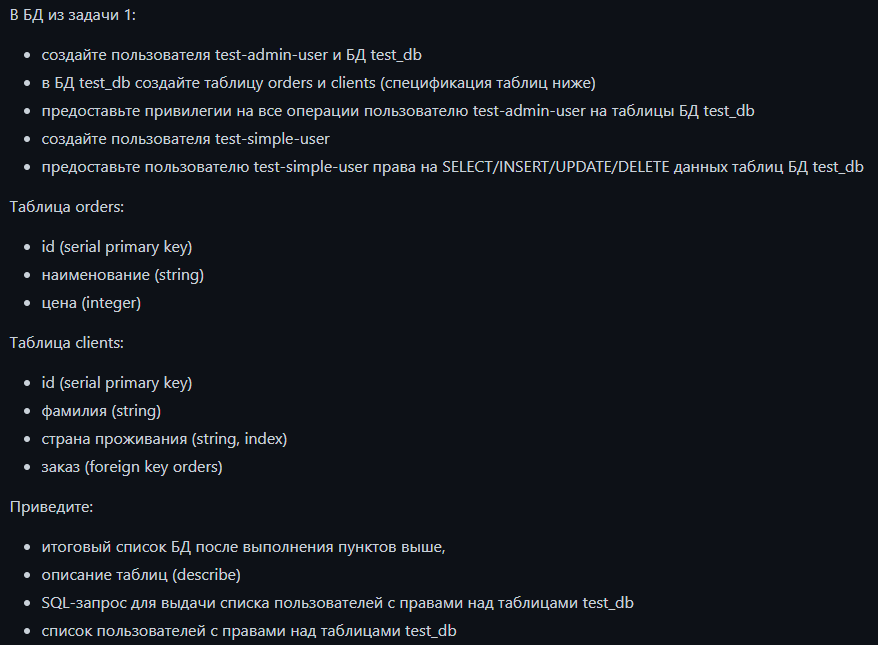 В БД из задачи 1:
создайте пользователя test-admin-user и БД test_db
в БД test_db создайте таблицу orders и clients (спецификация таблиц ниже)
предоставьте привилегии на все операции пользователю test-admin-user на таблицы БД test_db
создайте пользователя test-simple-user
предоставьте пользователю test-simple-user права на SELECT/INSERT/UPDATE/DELETE данных таблиц БД test_db
Таблица orders:
id (serial primary key)
наименование (string)
цена (integer)
Таблица clients:
id (serial primary key)
фамилия (string)
страна проживания (string, index)
заказ (foreign key orders)
Приведите:
итоговый список БД после выполнения пунктов выше,
описание таблиц (describe)
SQL-запрос для выдачи списка пользователей с правами над таблицами test_db
список пользователей с правами над таблицами test_db